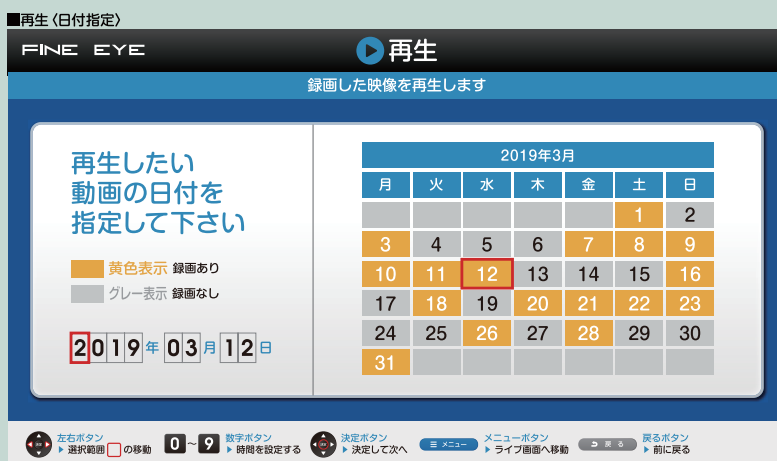 ■再生〈日付指定〉
FINE EYE
再生
録画した映像を再生します
再生したい
動画の日付を
指定して下さい
黄色表示 録画あり
グレー表示 録画なし
2019年03月12日
2019年3月
月 火 水 木 金 土 日
1 2
3 4 5 6 7 8 9
10 11 12 13 14 15 16
17 18 19 20 21 22 23
24 25 26 27 28 29 30
31
左右ボタン
選択範囲 の移動
0~9 数字ボタン
時間を設定する
決定ボタン
決定して次へ
メニュー メニューボタン
ライブ画面へ移動
戻る 戻るボタン
前に戻る